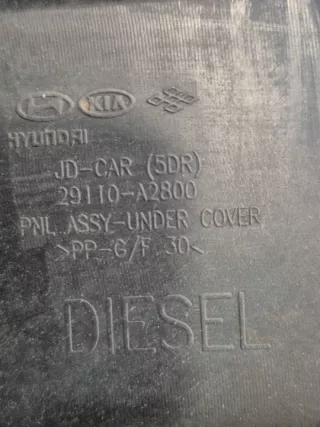 KIA
HYUNDAI
JD-CAR (5DR)
29110-A2800
PNL ASSY-UNDER COVER
>PP-G/F 30<
DIESEL